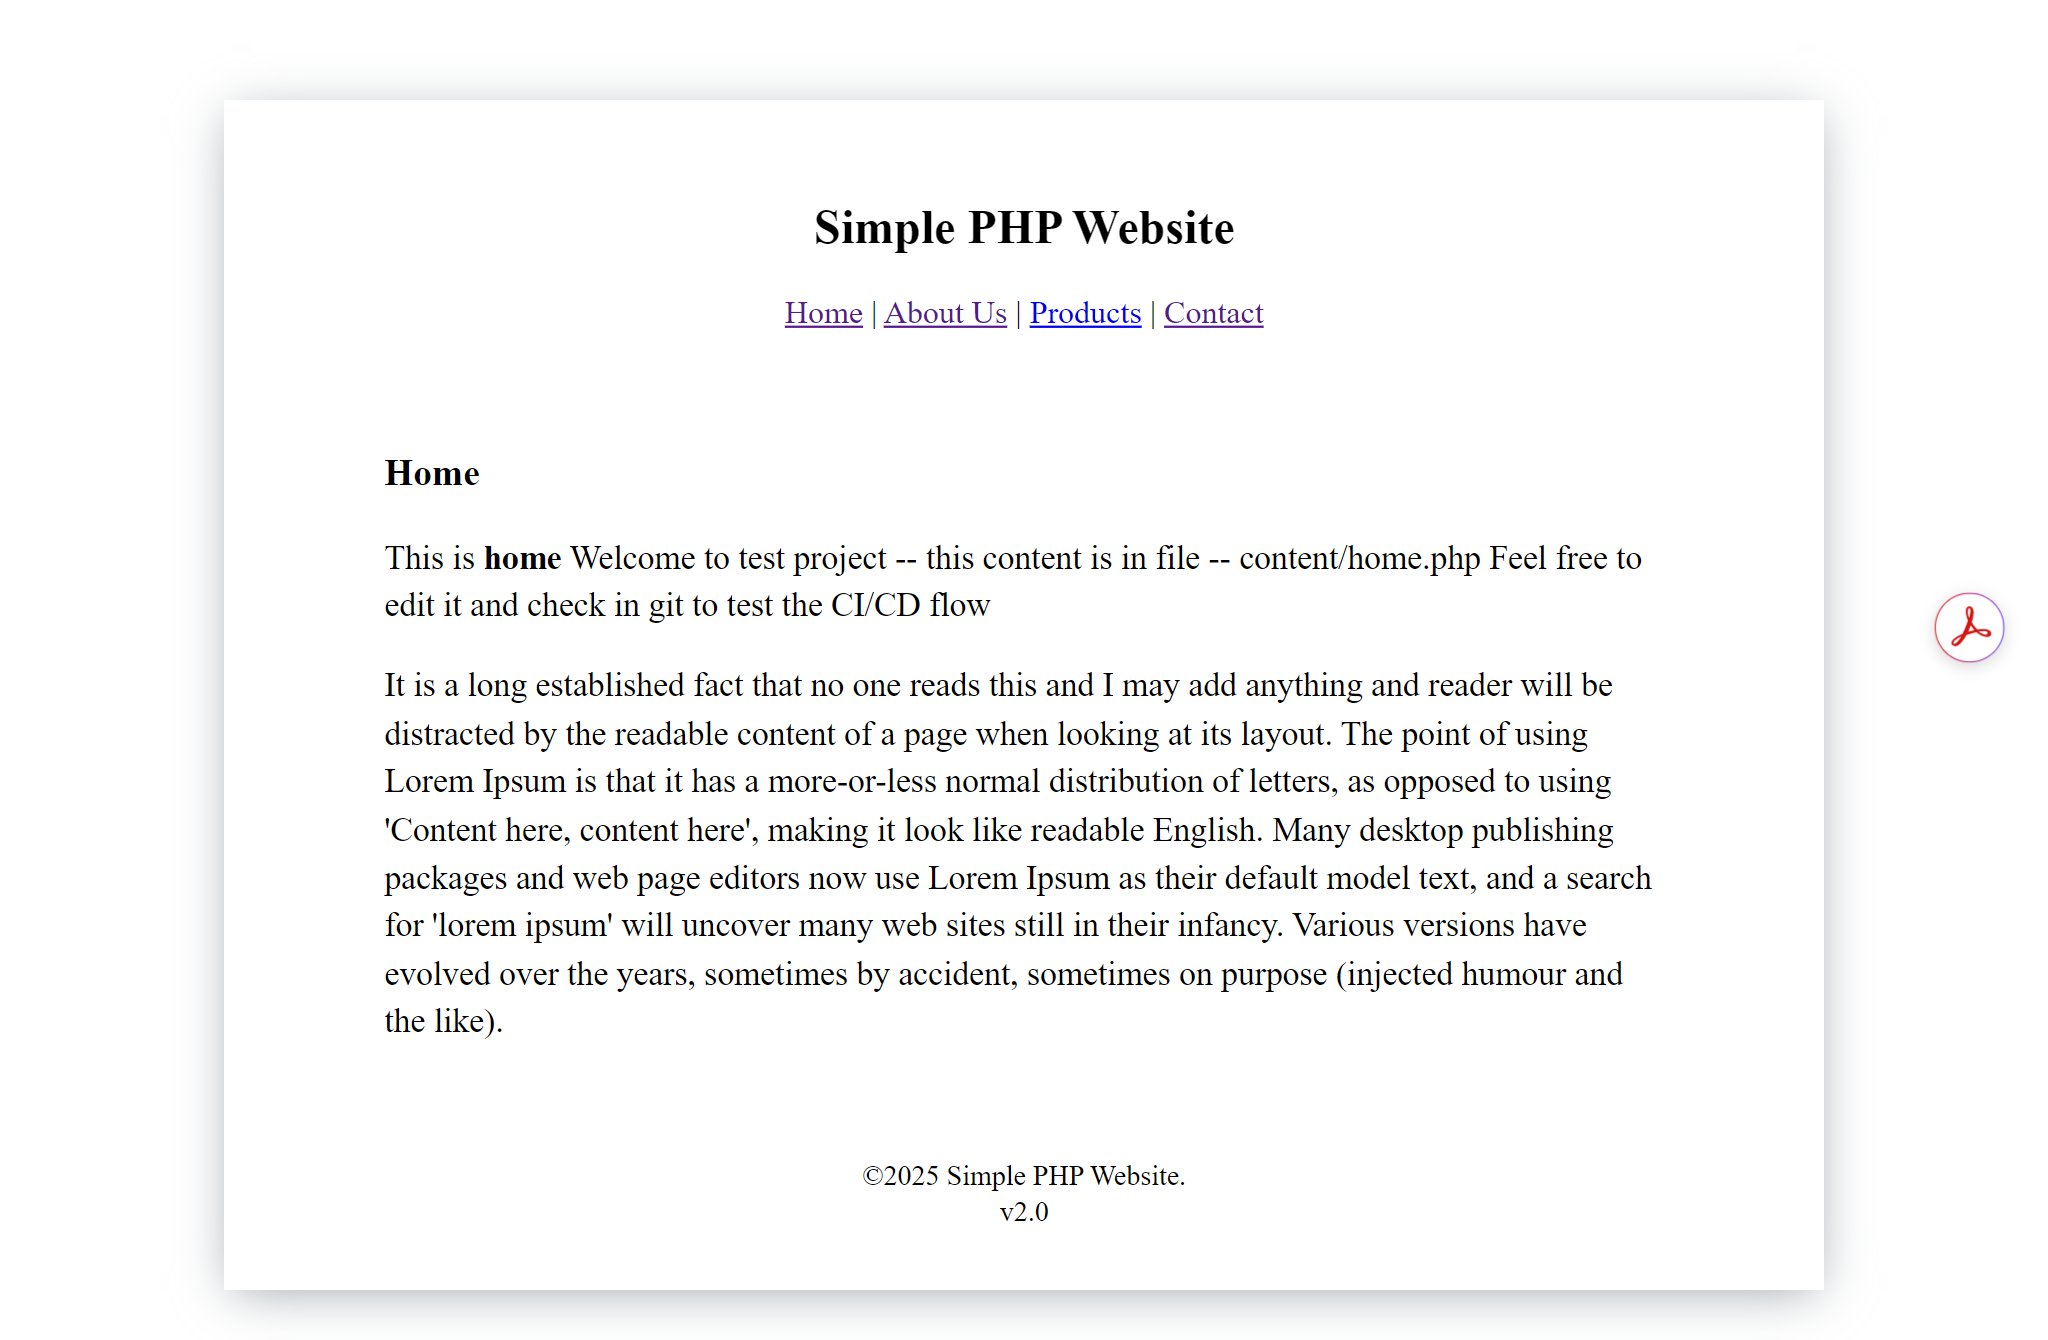 Simple PHP Website
Home | About Us | Products | Contact
Home
This is home Welcome to test project -- this content is in file -- content/home.php Feel free to
edit it and check in git to test the CI/CD flow
It is a long established fact that no one reads this and I may add anything and reader will be
distracted by the readable content of a page when looking at its layout. The point of using
Lorem Ipsum is that it has a more-or-less normal distribution of letters, as opposed to using
'Content here, content here', making it look like readable English. Many desktop publishing
packages and web page editors now use Lorem Ipsum as their default model text, and a search
for 'lorem ipsum' will uncover many web sites still in their infancy. Various versions have
evolved over the years, sometimes by accident, sometimes on purpose (injected humour and
the like).
©2025 Simple PHP Website.
v2.0